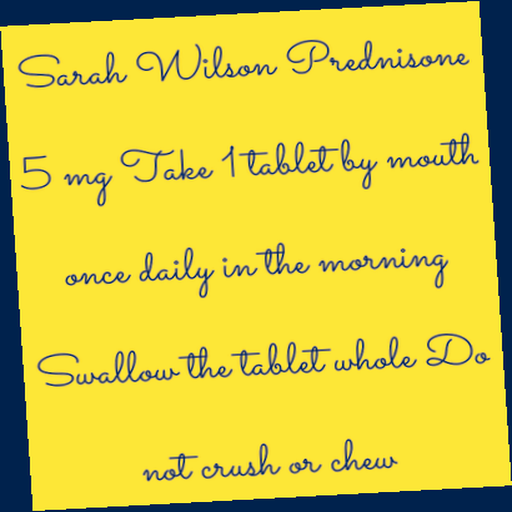 Sarah Wilson Prednisone
5 mg Take 1 tablet by mouth
once daily in the morning
Swallow the tablet whole Do
not crush or chew